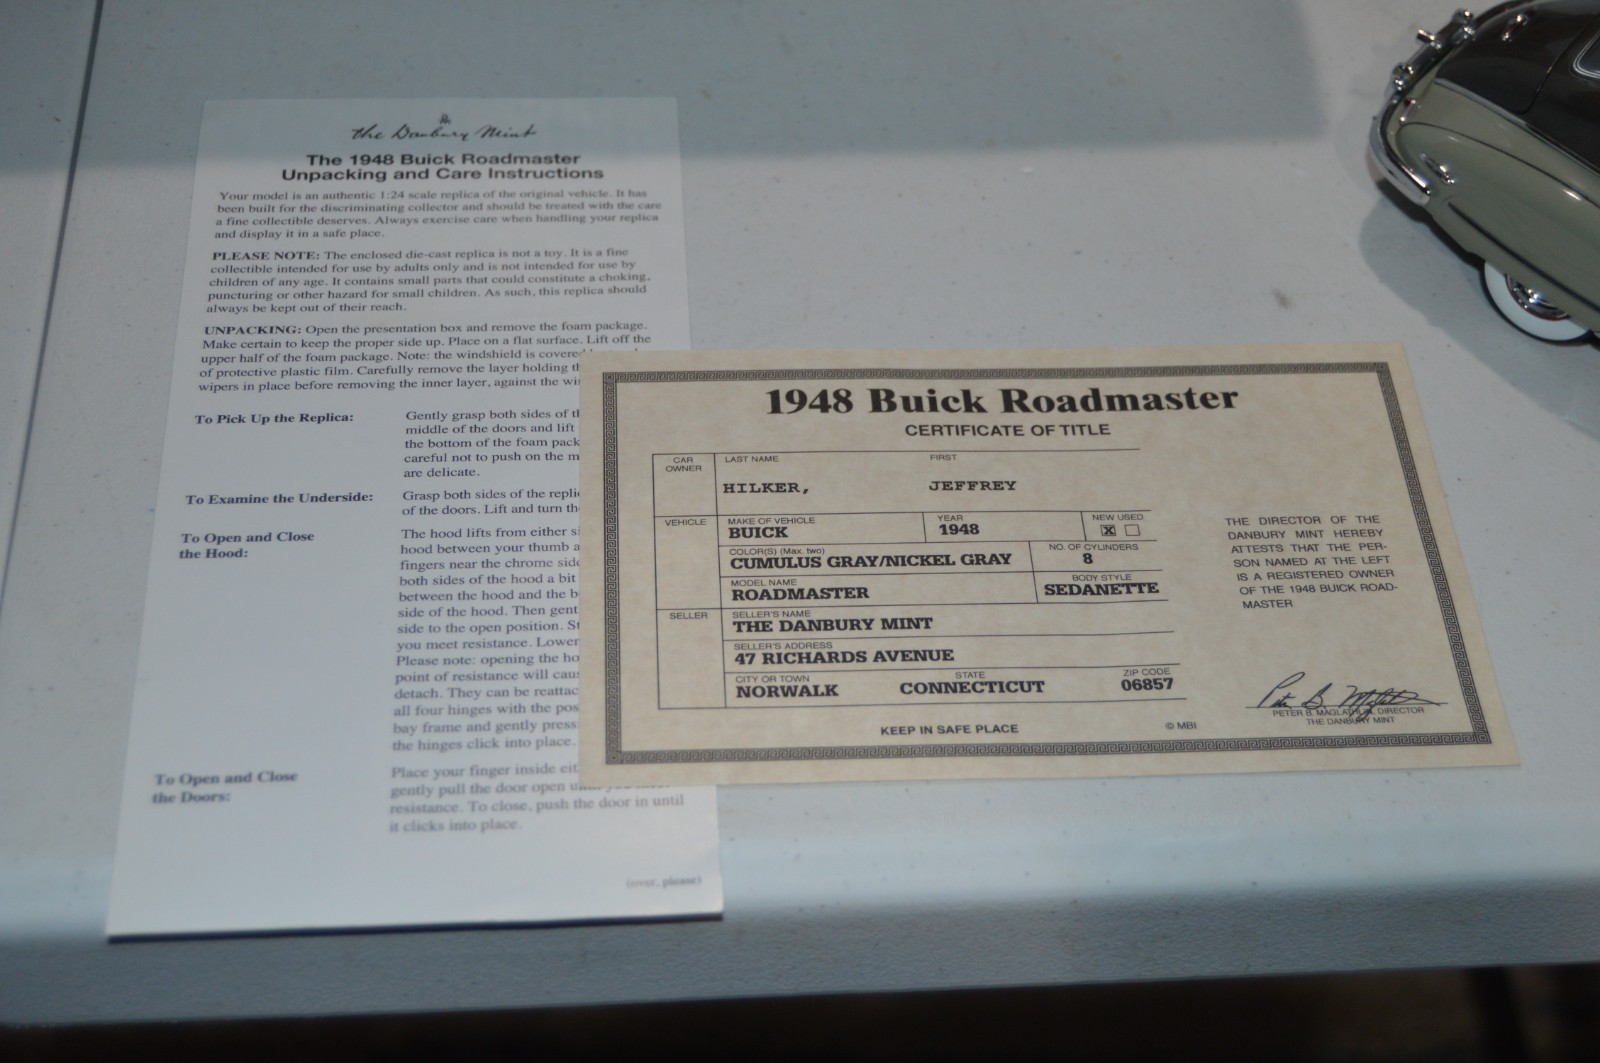 the Danbury Mint
The 1948 Buick Roadmaster
Unpacking and Care Instructions
Your model is an authentic 1:24 scale replica of the original vehicle. It has
been built for the discriminating collector and should be treated with the care
a fine collectible deserves. Always exercise care when handling your replica
and display it in a safe place.
PLEASE NOTE: The enclosed die-cast replica is not a toy. It is a fine
collectible intended for use by adults only and is not intended for use by
children of any age. It contains small parts that could constitute a choking,
puncturing or other hazard for small children. As such, this replica should
always be kept out of their reach.
UNPACKING: Open the presentation box and remove the foam package.
Make certain to keep the proper side up. Place on a flat surface. Lift off the
upper half of the foam package. Note: the windshield is covered
of protective plastic film. Carefully remove the layer holding
wipers in place before removing the inner layer, against the
To Pick Up the Replica:
Gently grasp both sides of
middle of the doors and lift
the bottom of the foam pack
careful not to push on the
are delicate.
To Examine the Underside:
Grasp both sides of the
of the doors. Lift and turn
To Open and Close
the Hood:
The hood lifts from either
hood between your thumb
fingers near the chrome
both sides of the hood a bit
between the hood and the
side of the hood. Then
side to the open position.
you meet resistance. Lower
Please note: opening the
point of resistance will
detach. They can be
all four hinges with the
bay frame and gently press
the hinges click into place.
To Open and Close
the Doors:
Place your finger inside
gently pull the door open
resistance. To close, push the door in until
it clicks into place.
(over, please)
1948 Buick Roadmaster
CERTIFICATE OF TITLE
CAR OWNER
LAST NAME FIRST
HILKER, JEFFREY
VEHICLE
MAKE OF VEHICLE YEAR NEW USED
BUICK 1948 X
COLOR(S) (Max. two) NO. OF CYLINDERS
CUMULUS GRAY/NICKEL GRAY 8
MODEL NAME BODY STYLE
ROADMASTER SEDANETTE
SELLER
SELLER'S NAME
THE DANBURY MINT
SELLER'S ADDRESS
47 RICHARDS AVENUE
CITY OR TOWN STATE ZIP CODE
NORWALK CONNECTICUT 06857
THE DIRECTOR OF THE
DANBURY MINT HEREBY
ATTESTS THAT THE PER-
SON NAMED AT THE LEFT
IS A REGISTERED OWNER
OF THE 1948 BUICK ROAD-
MASTER
PETER B. MAGLATHLIN, DIRECTOR
THE DANBURY MINT
KEEP IN SAFE PLACE
© MBI